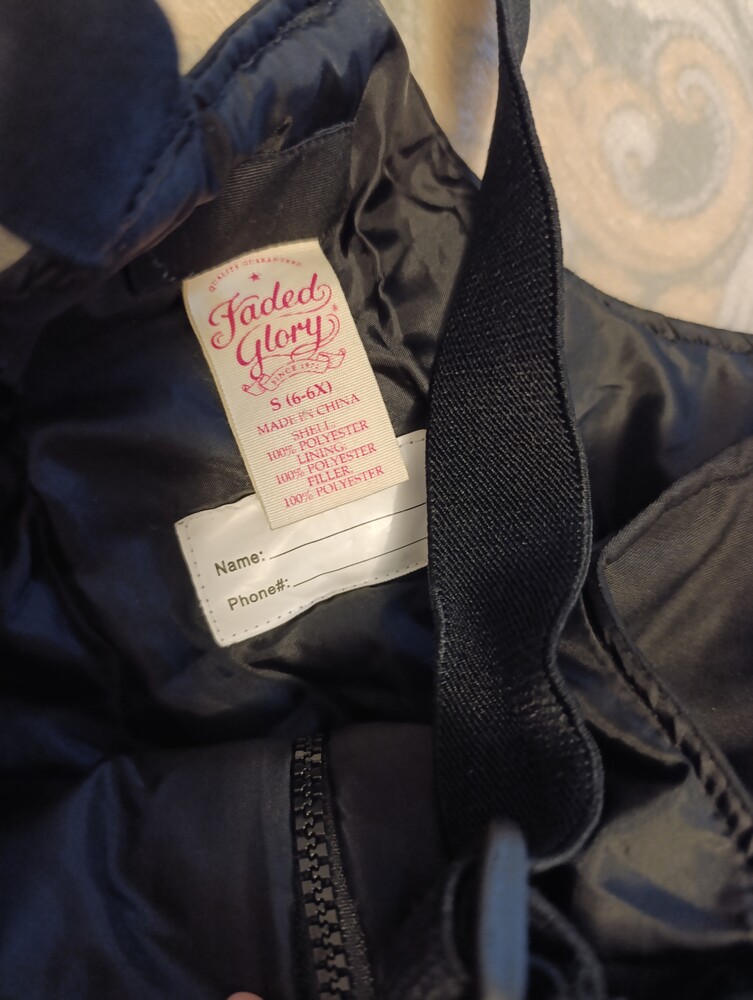 QUALITY GUARANTEED
Faded
Glory®
SINCE 1972
S (6-6X)
MADE IN CHINA
SHELL:
100% POLYESTER
LINING:
100% POLYESTER
FILLER:
100% POLYESTER
Name:
Phone#: